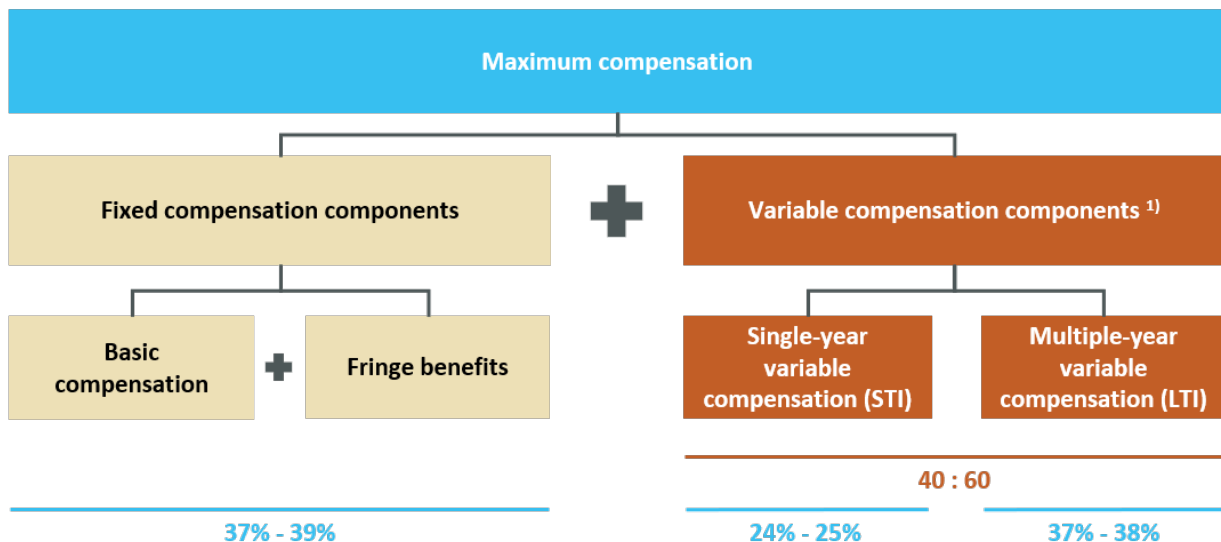 Maximum compensation
Fixed compensation components
Variable compensation components ¹⁾
Basic
compensation
Fringe benefits
Single-year
variable
compensation (STI)
Multiple-year
variable
compensation (LTI)
40 : 60
37% - 39%
24% - 25%
37% - 38%